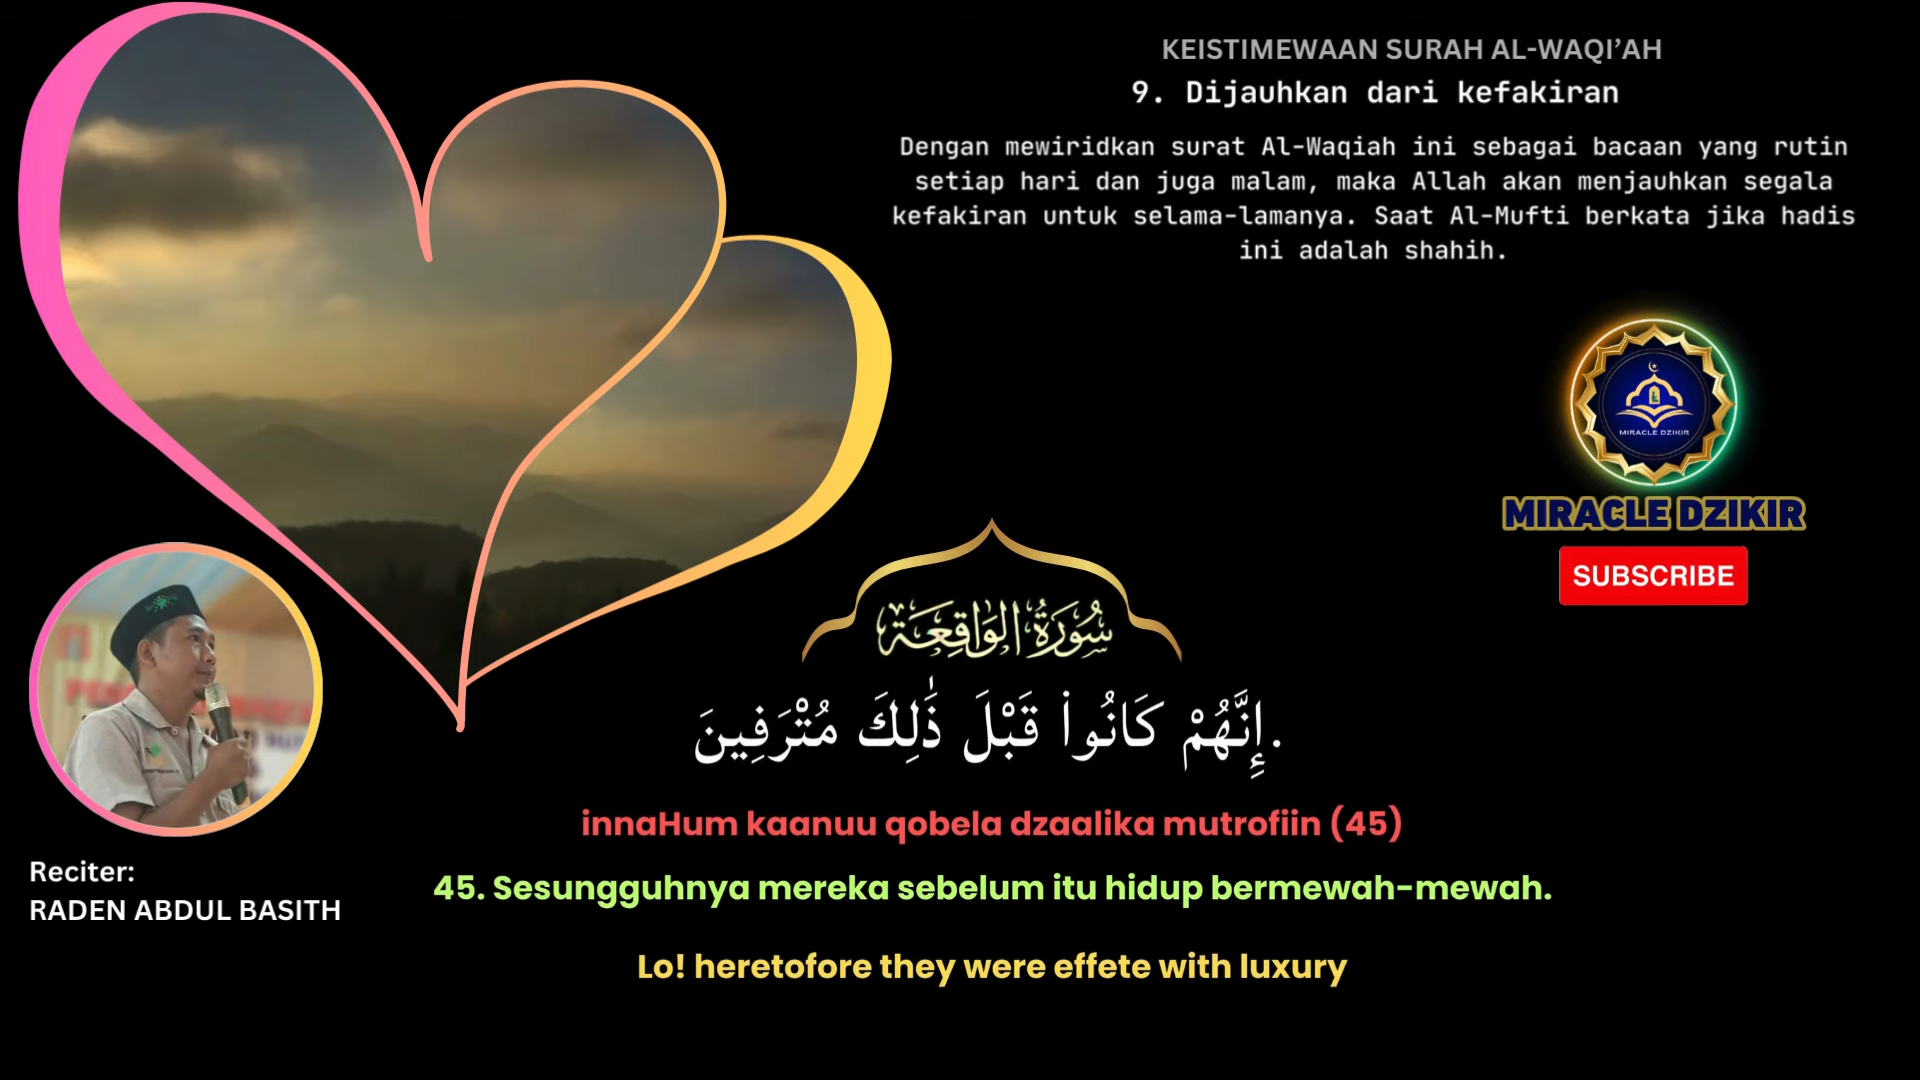 KEISTIMEWAAN SURAH AL-WAQI’AH
9. Dijauhkan dari kefakiran
Dengan mewiridkan surat Al-Waqiah ini sebagai bacaan yang rutin
setiap hari dan juga malam, maka Allah akan menjauhkan segala
kefakiran untuk selama-lamanya. Saat Al-Mufti berkata jika hadis
ini adalah shahih.
MIRACLE DZIKIR
MIRACLE DZIKIR
SUBSCRIBE
سُورَةُ الوَاقِعَة
إِنَّهُمْ كَانُوا۟ قَبْلَ ذَٰلِكَ مُتْرَفِينَ.
innaHum kaanuu qobela dzaalika mutrofiin (45)
45. Sesungguhnya mereka sebelum itu hidup bermewah-mewah.
Lo! heretofore they were effete with luxury
Reciter:
RADEN ABDUL BASITH